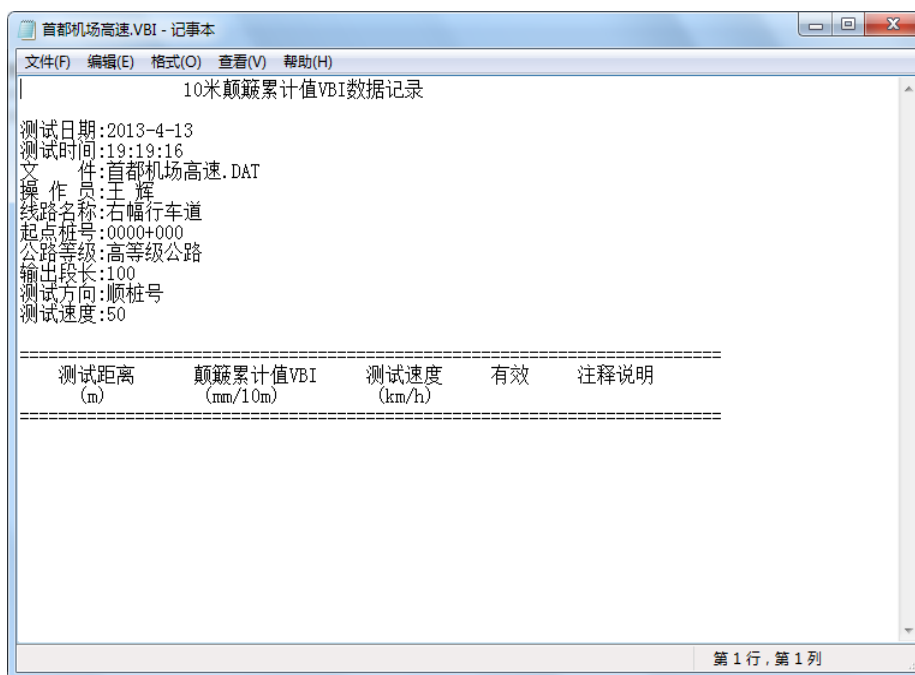 首都机场高速.VBI - 记事本
文件(F) 编辑(E) 格式(O) 查看(V) 帮助(H)
10米颠簸累计值VBI数据记录
测试日期:2013-4-13
测试时间:19:19:16
文    件:首都机场高速.DAT
操 作 员:王 辉
线路名称:右幅行车道
起点桩号:0000+000
公路等级:高等级公路
输出段长:100
测试方向:顺桩号
测试速度:50
=========================================================================
测试距离 颠簸累计值VBI 测试速度 有效 注释说明
(m) (mm/10m) (km/h)
=========================================================================
第 1 行，第 1 列